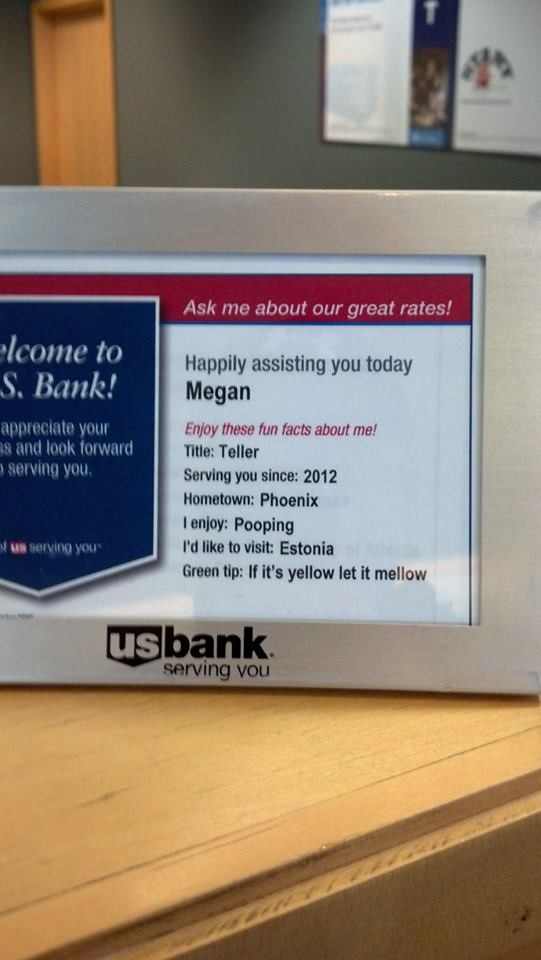 T
Ask me about our great rates!
elcome to
S. Bank!
appreciate your
ss and look forward
serving you.
us serving you
Happily assisting you today
Megan
Enjoy these fun facts about me!
Title: Teller
Serving you since: 2012
Hometown: Phoenix
I enjoy: Pooping
I'd like to visit: Estonia
Green tip: If it's yellow let it mellow
usbank.
serving you